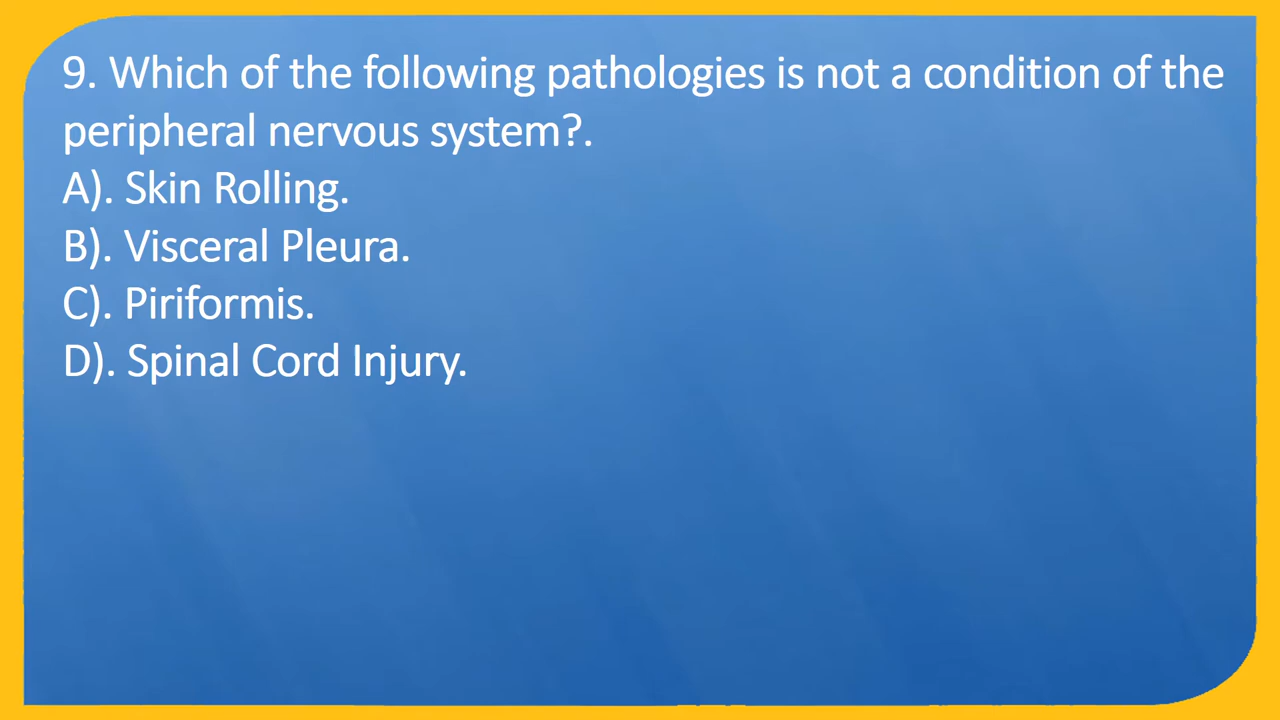 9. Which of the following pathologies is not a condition of the
peripheral nervous system?.
A). Skin Rolling.
B). Visceral Pleura.
C). Piriformis.
D). Spinal Cord Injury.